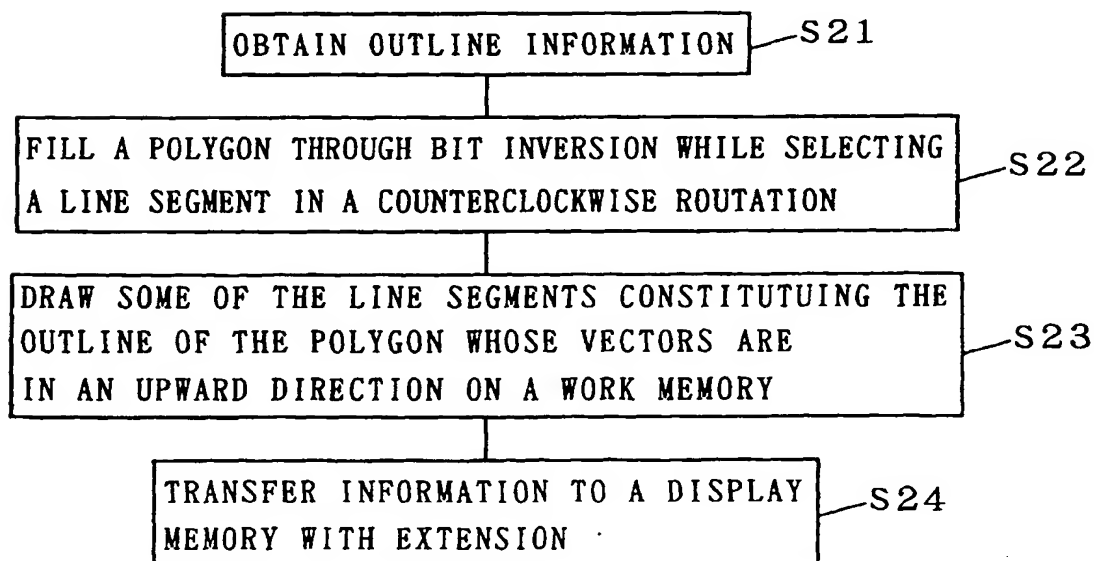 OBTAIN OUTLINE INFORMATION
S21
FILL A POLYGON THROUGH BIT INVERSION WHILE SELECTING
A LINE SEGMENT IN A COUNTERCLOCKWISE ROUTATION
S22
DRAW SOME OF THE LINE SEGMENTS CONSTITUTUING THE
OUTLINE OF THE POLYGON WHOSE VECTORS ARE
IN AN UPWARD DIRECTION ON A WORK MEMORY
S23
TRANSFER INFORMATION TO A DISPLAY
MEMORY WITH EXTENSION
S24